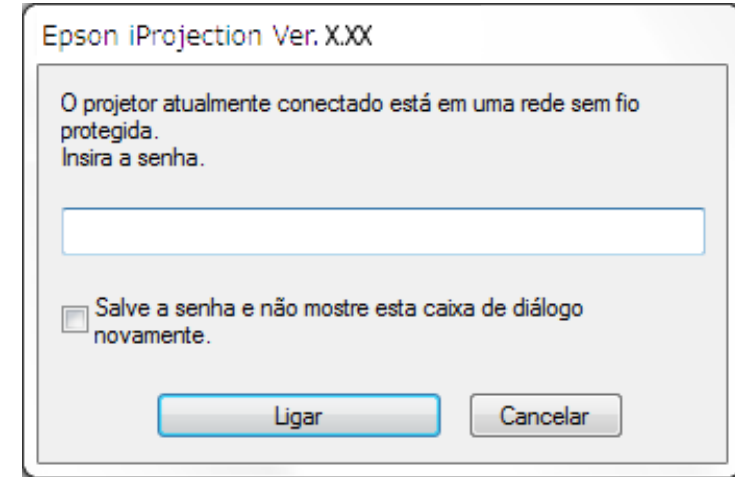 Epson iProjection Ver. X.XX
O projetor atualmente conectado está em uma rede sem fio
protegida.
Insira a senha.
Salve a senha e não mostre esta caixa de diálogo
novamente.
Ligar
Cancelar